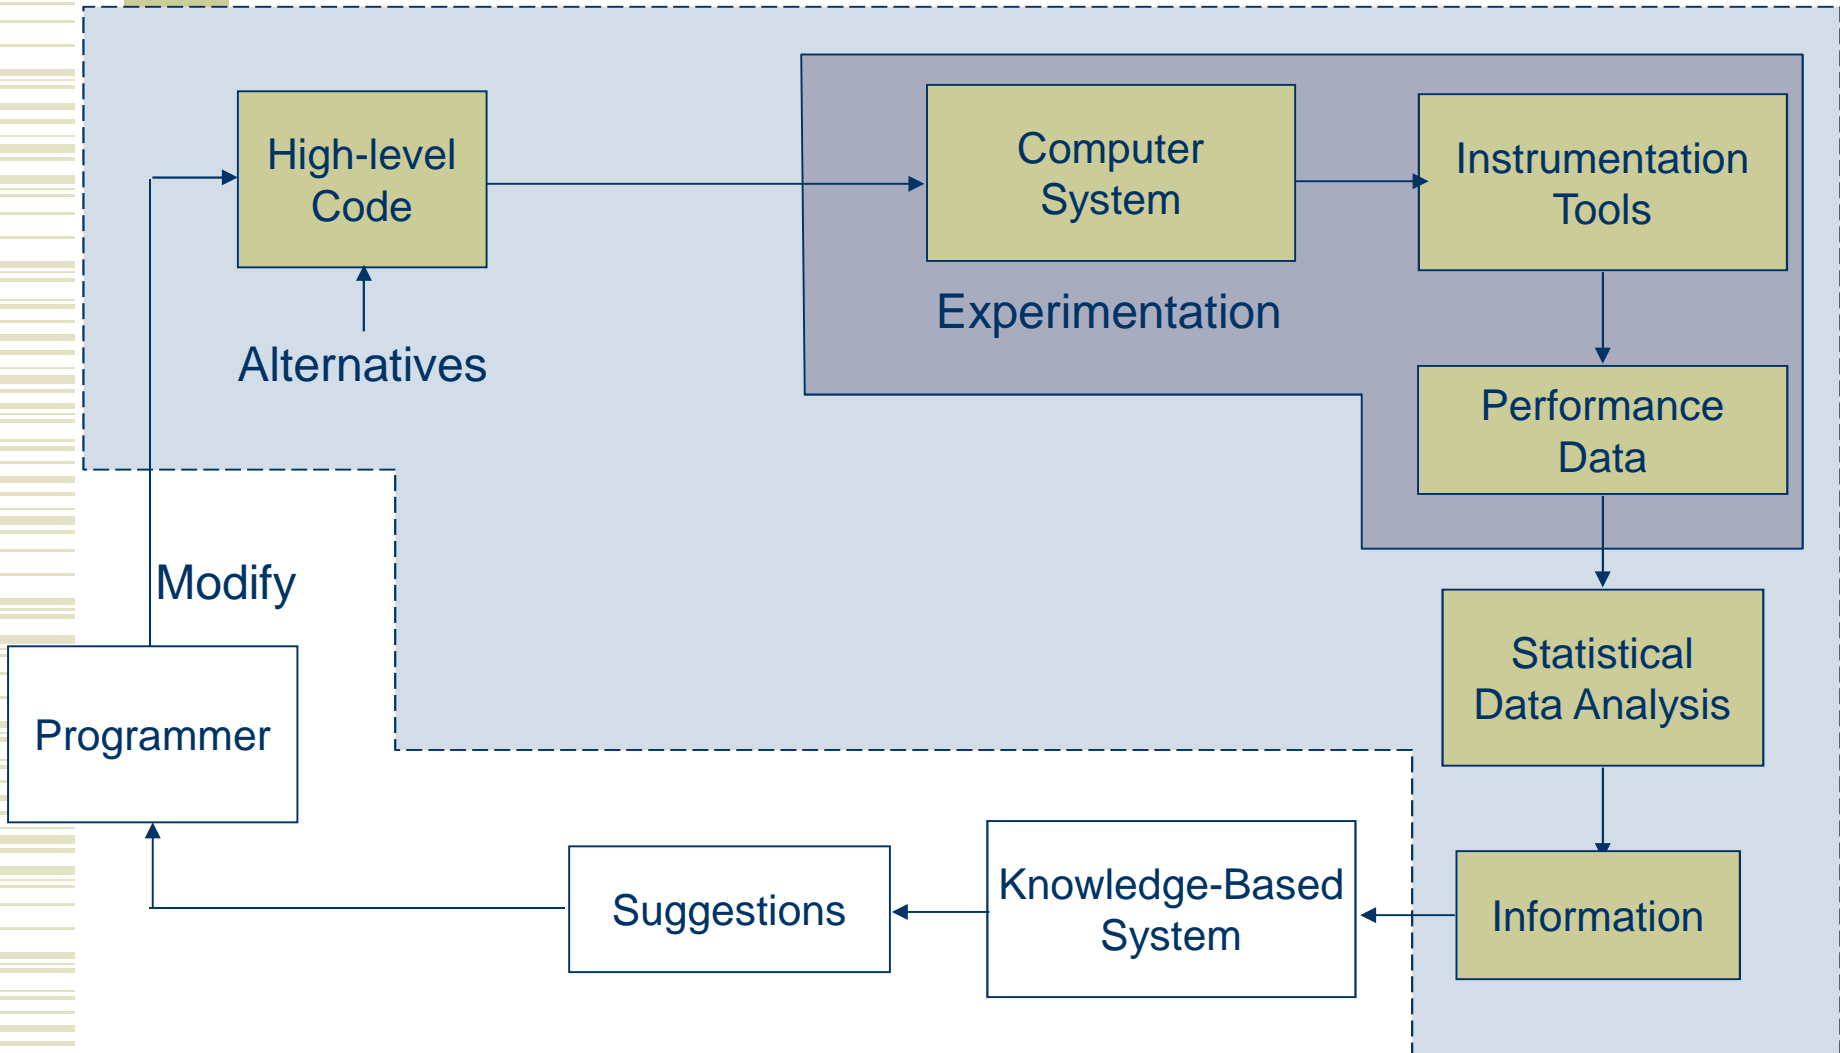 High-level
Code
Computer
System
Instrumentation
Tools
Experimentation
Alternatives
Performance
Data
Modify
Statistical
Data Analysis
Programmer
Suggestions
Knowledge-Based
System
Information